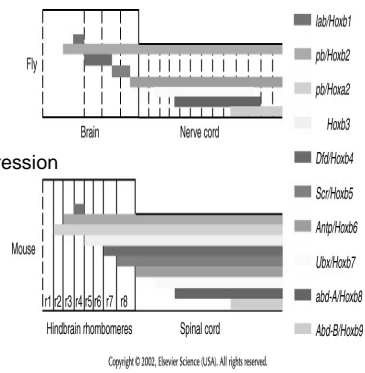 lab/Hoxb1
pb/Hoxb2
Fly
pb/Hoxa2
Hoxb3
Brain
Nerve cord
Dfd/Hoxb4
ression
Scr/Hoxb5
Antp/Hoxb6
Mouse
Ubx/Hoxb7
abd-A/Hoxb8
r1 r2 r3 r4 r5 r6 r7 r8
Hindbrain rhombomeres
Spinal cord
Abd-B/Hoxb9
Copyright © 2002, Elsevier Science (USA). All rights reserved.